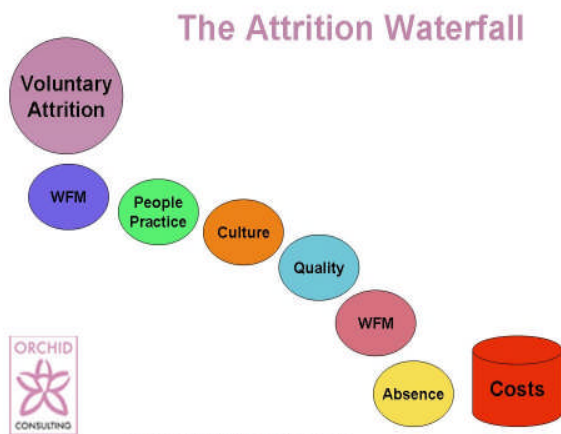 The Attrition Waterfall
Voluntary
Attrition
WFM
People
Practice
Culture
Quality
WFM
Absence
Costs
ORCHID
CONSULTING